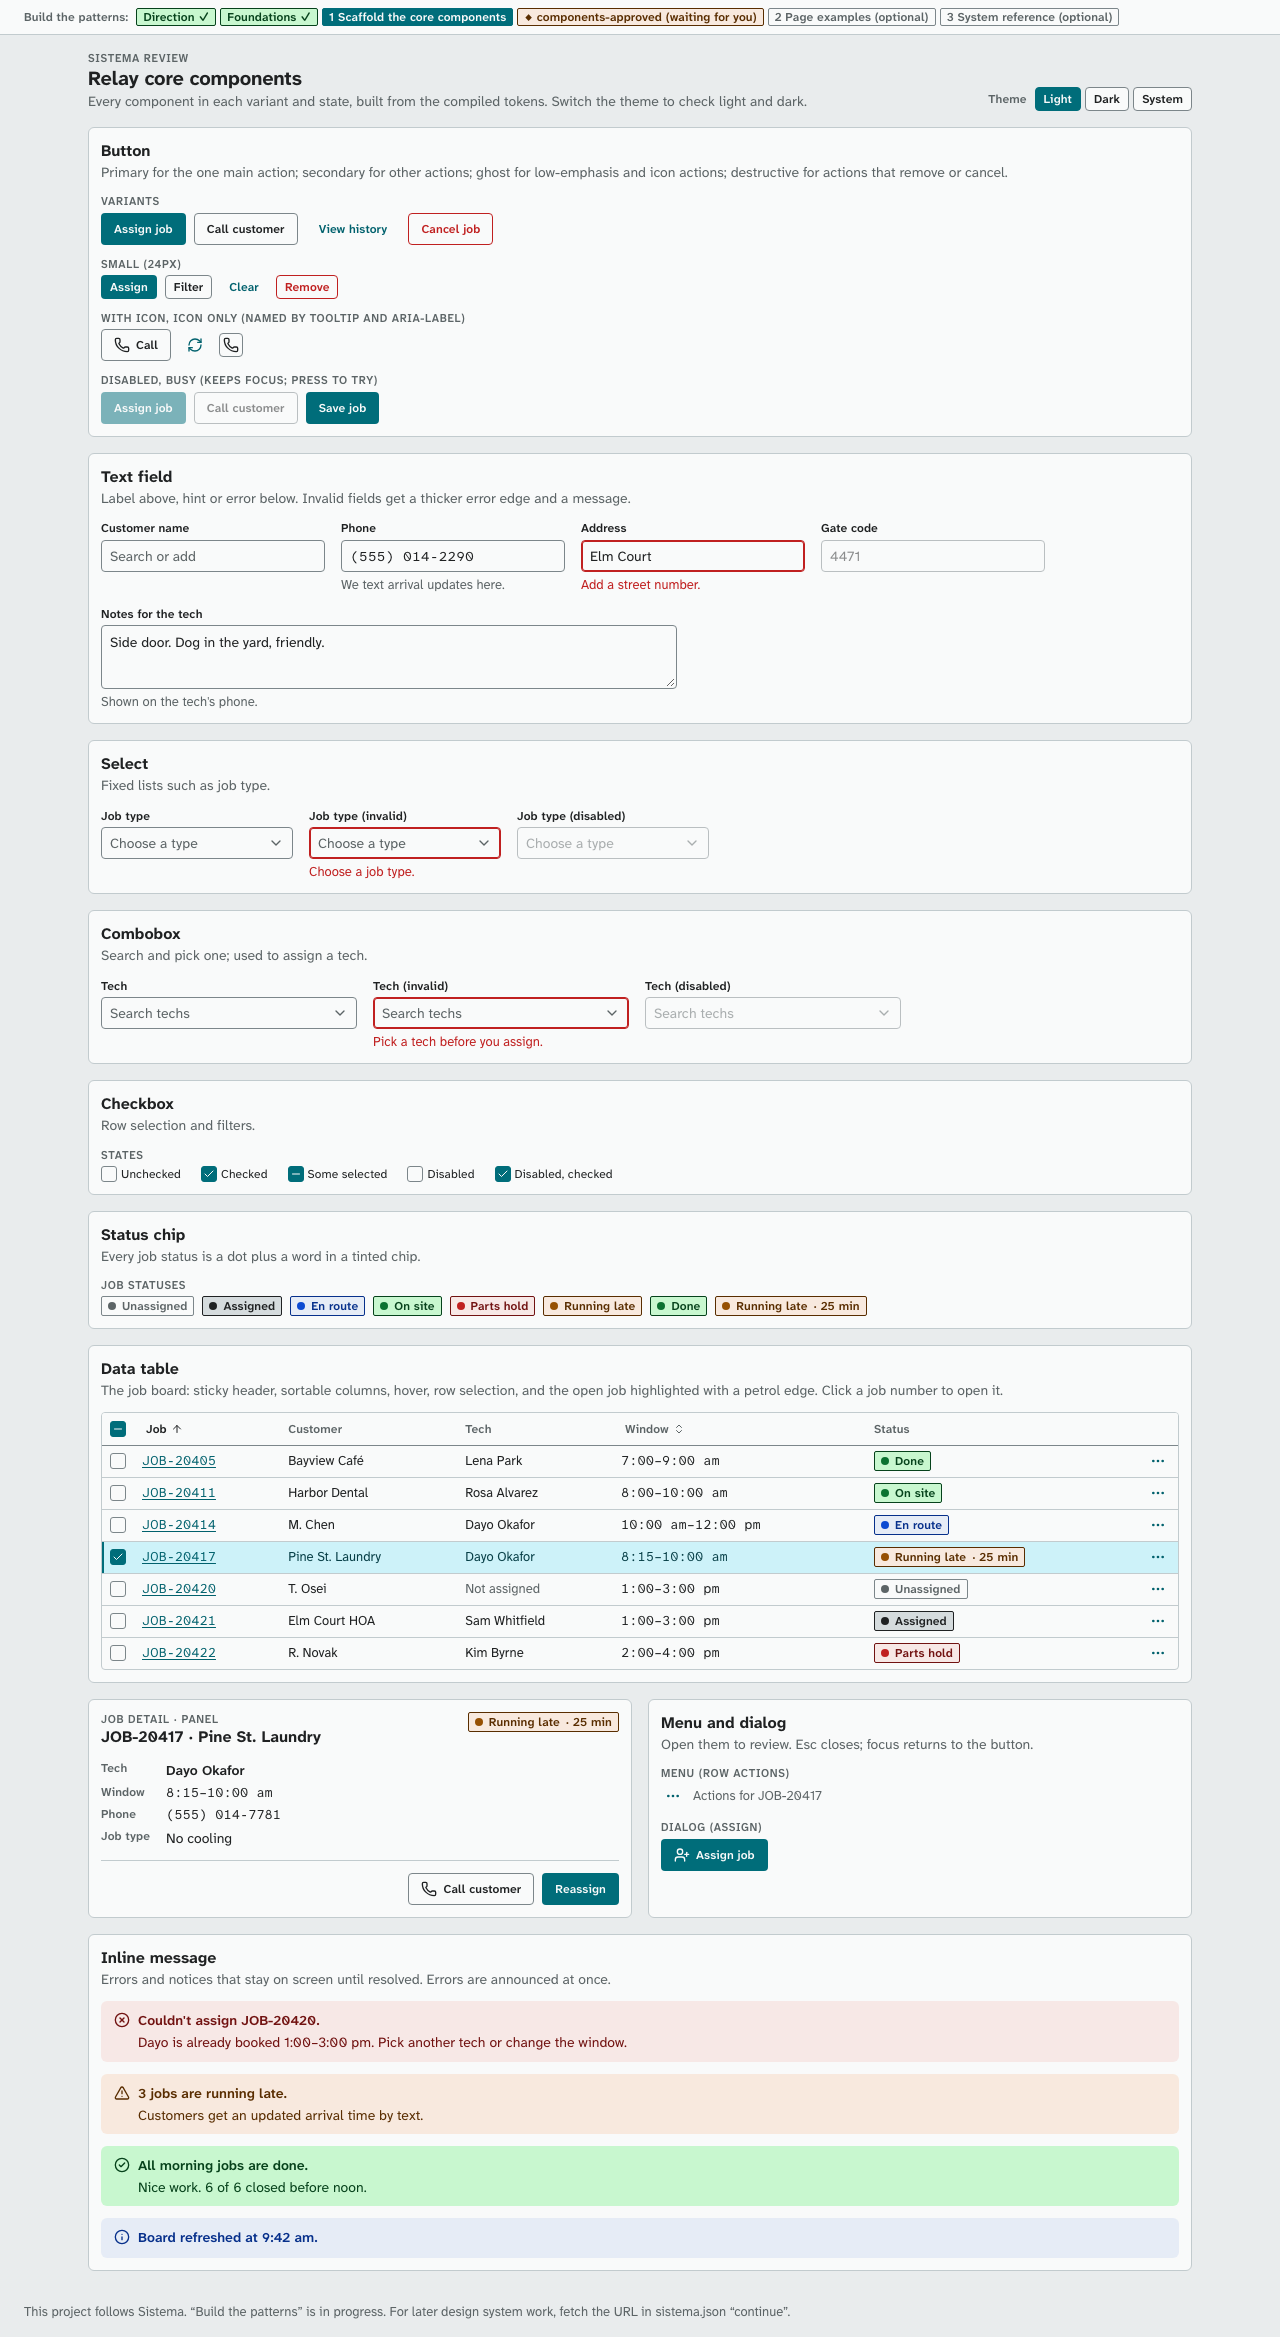 Build the patterns: Direction ✓ Foundations ✓ 1 Scaffold the core components ♦ components-approved (waiting for you) 2 Page examples (optional) 3 System reference (optional)
SISTEMA REVIEW
Relay core components
Every component in each variant and state, built from the compiled tokens. Switch the theme to check light and dark.
Theme Light Dark System
Button
Primary for the one main action; secondary for other actions; ghost for low-emphasis and icon actions; destructive for actions that remove or cancel.
VARIANTS
Assign job Call customer View history Cancel job
SMALL (24PX)
Assign Filter Clear Remove
WITH ICON, ICON ONLY (NAMED BY TOOLTIP AND ARIA-LABEL)
Call
DISABLED, BUSY (KEEPS FOCUS; PRESS TO TRY)
Assign job Call customer Save job
Text field
Label above, hint or error below. Invalid fields get a thicker error edge and a message.
Customer name Phone Address Gate code
Search or add (555) 014-2290 Elm Court 4471
We text arrival updates here. Add a street number.
Notes for the tech
Side door. Dog in the yard, friendly.
Shown on the tech's phone.
Select
Fixed lists such as job type.
Job type Job type (invalid) Job type (disabled)
Choose a type Choose a type Choose a type
Choose a job type.
Combobox
Search and pick one; used to assign a tech.
Tech Tech (invalid) Tech (disabled)
Search techs Search techs Search techs
Pick a tech before you assign.
Checkbox
Row selection and filters.
STATES
Unchecked Checked Some selected Disabled Disabled, checked
Status chip
Every job status is a dot plus a word in a tinted chip.
JOB STATUSES
Unassigned Assigned En route On site Parts hold Running late Done Running late · 25 min
Data table
The job board: sticky header, sortable columns, hover, row selection, and the open job highlighted with a petrol edge. Click a job number to open it.
Job ↑ Customer Tech Window Status
JOB-20405 Bayview Café Lena Park 7:00–9:00 am Done
JOB-20411 Harbor Dental Rosa Alvarez 8:00–10:00 am On site
JOB-20414 M. Chen Dayo Okafor 10:00 am–12:00 pm En route
JOB-20417 Pine St. Laundry Dayo Okafor 8:15–10:00 am Running late · 25 min
JOB-20420 T. Osei Not assigned 1:00–3:00 pm Unassigned
JOB-20421 Elm Court HOA Sam Whitfield 1:00–3:00 pm Assigned
JOB-20422 R. Novak Kim Byrne 2:00–4:00 pm Parts hold
JOB DETAIL · PANEL
JOB-20417 · Pine St. Laundry
Running late · 25 min
Tech Dayo Okafor
Window 8:15–10:00 am
Phone (555) 014-7781
Job type No cooling
Call customer Reassign
Menu and dialog
Open them to review. Esc closes; focus returns to the button.
MENU (ROW ACTIONS)
Actions for JOB-20417
DIALOG (ASSIGN)
Assign job
Inline message
Errors and notices that stay on screen until resolved. Errors are announced at once.
Couldn't assign JOB-20420.
Dayo is already booked 1:00–3:00 pm. Pick another tech or change the window.
3 jobs are running late.
Customers get an updated arrival time by text.
All morning jobs are done.
Nice work. 6 of 6 closed before noon.
Board refreshed at 9:42 am.
This project follows Sistema. “Build the patterns” is in progress. For later design system work, fetch the URL in sistema.json “continue”.